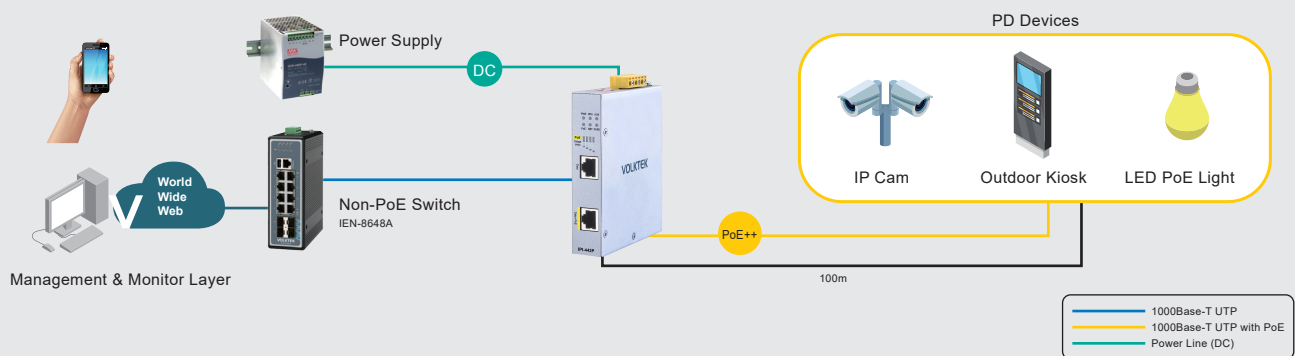 PD Devices
Power Supply
DC
VOLKTEK
World
Wide
Web
Non-PoE Switch
IEN-8648A
VOLKTEK
IP Cam
Outdoor Kiosk
LED PoE Light
PoE++
Management & Monitor Layer
100m
1000Base-T UTP
1000Base-T UTP with PoE
Power Line (DC)